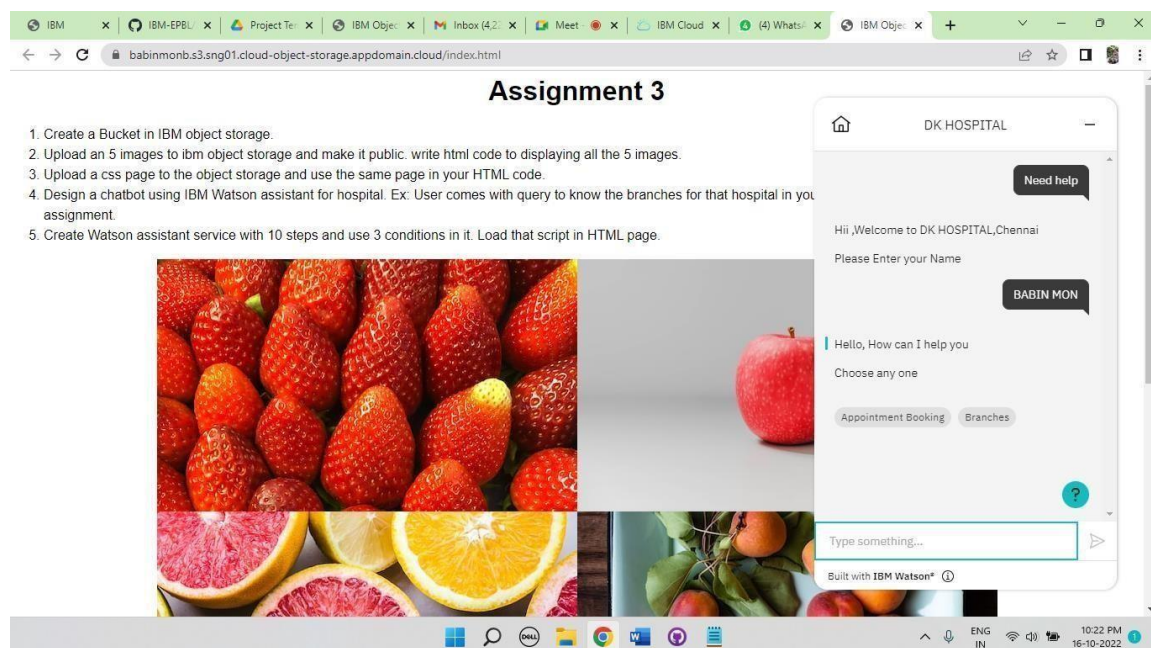 IBM
IBM-EPBL/
Project Te
IBM Objec
Inbox (4,2
Meet -
IBM Cloud
(4) WhatsA
IBM Objec
babinmonb.s3.sng01.cloud-object-storage.appdomain.cloud/index.html
Assignment 3
1. Create a Bucket in IBM object storage.
2. Upload an 5 images to ibm object storage and make it public. write html code to displaying all the 5 images.
3. Upload a css page to the object storage and use the same page in your HTML code.
4. Design a chatbot using IBM Watson assistant for hospital. Ex: User comes with query to know the branches for that hospital in you
assignment.
5. Create Watson assistant service with 10 steps and use 3 conditions in it. Load that script in HTML page.
DK HOSPITAL
Need help
Hii ,Welcome to DK HOSPITAL,Chennai
Please Enter your Name
BABIN MON
Hello, How can I help you
Choose any one
Appointment Booking Branches
?
Type something...
Built with IBM Watson®
DELL
ENG
IN
10:22 PM
16-10-2022
1